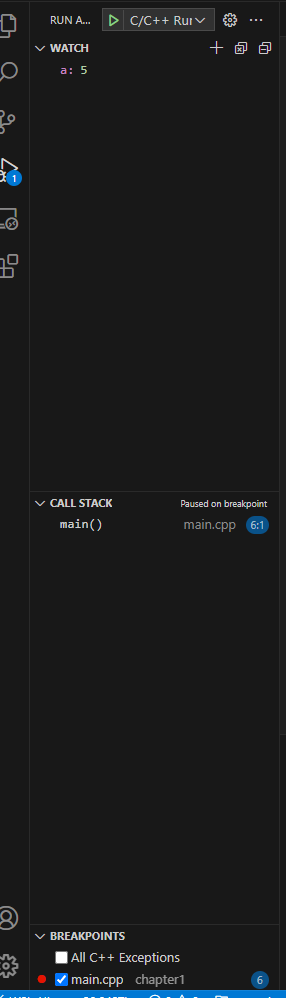 RUN A...
C/C++ Rur
WATCH
a: 5
1
CALL STACK
Paused on breakpoint
main()
main.cpp
6:1
BREAKPOINTS
All C++ Exceptions
main.cpp chapter1
6